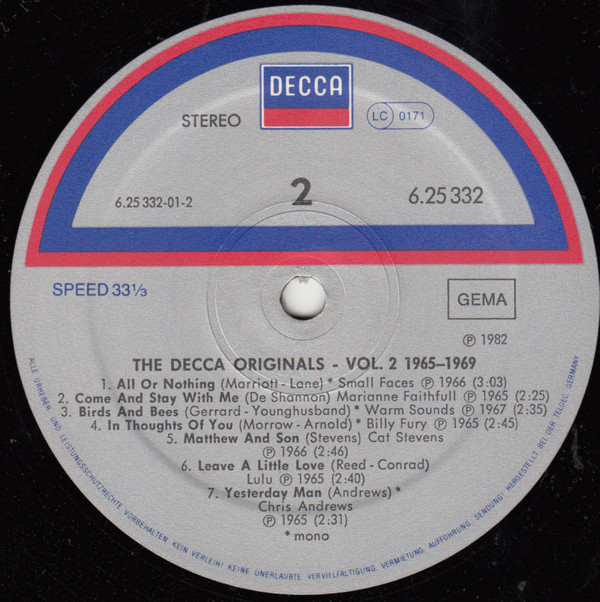 DECCA
STEREO
LC 0171
6.25 332-01-2
2
6.25 332
SPEED 33 1/3
GEMA
℗ 1982
THE DECCA ORIGINALS - VOL. 2 1965–1969
1. All Or Nothing (Marriott - Lane) * Small Faces ℗ 1966 (3:03)
2. Come And Stay With Me (De Shannon) Marianne Faithfull ℗ 1965 (2:25)
3. Birds And Bees (Gerrard - Younghusband) * Warm Sounds ℗ 1967 (2:35)
4. In Thoughts Of You (Morrow - Arnold) * Billy Fury ℗ 1965 (2:45)
5. Matthew And Son (Stevens) Cat Stevens
℗ 1966 (2:46)
6. Leave A Little Love (Reed - Conrad)
Lulu ℗ 1965 (2:40)
7. Yesterday Man (Andrews) *
Chris Andrews
℗ 1965 (2:31)
* mono
ALLE URHEBER- UND LEISTUNGSSCHUTZRECHTE VORBEHALTEN. KEIN VERLEIH! KEINE UNERLAUBTE VERVIELFÄLTIGUNG, VERMIETUNG, AUFFÜHRUNG, SENDUNG! HERGESTELLT BEI DER TELDEC, GERMANY